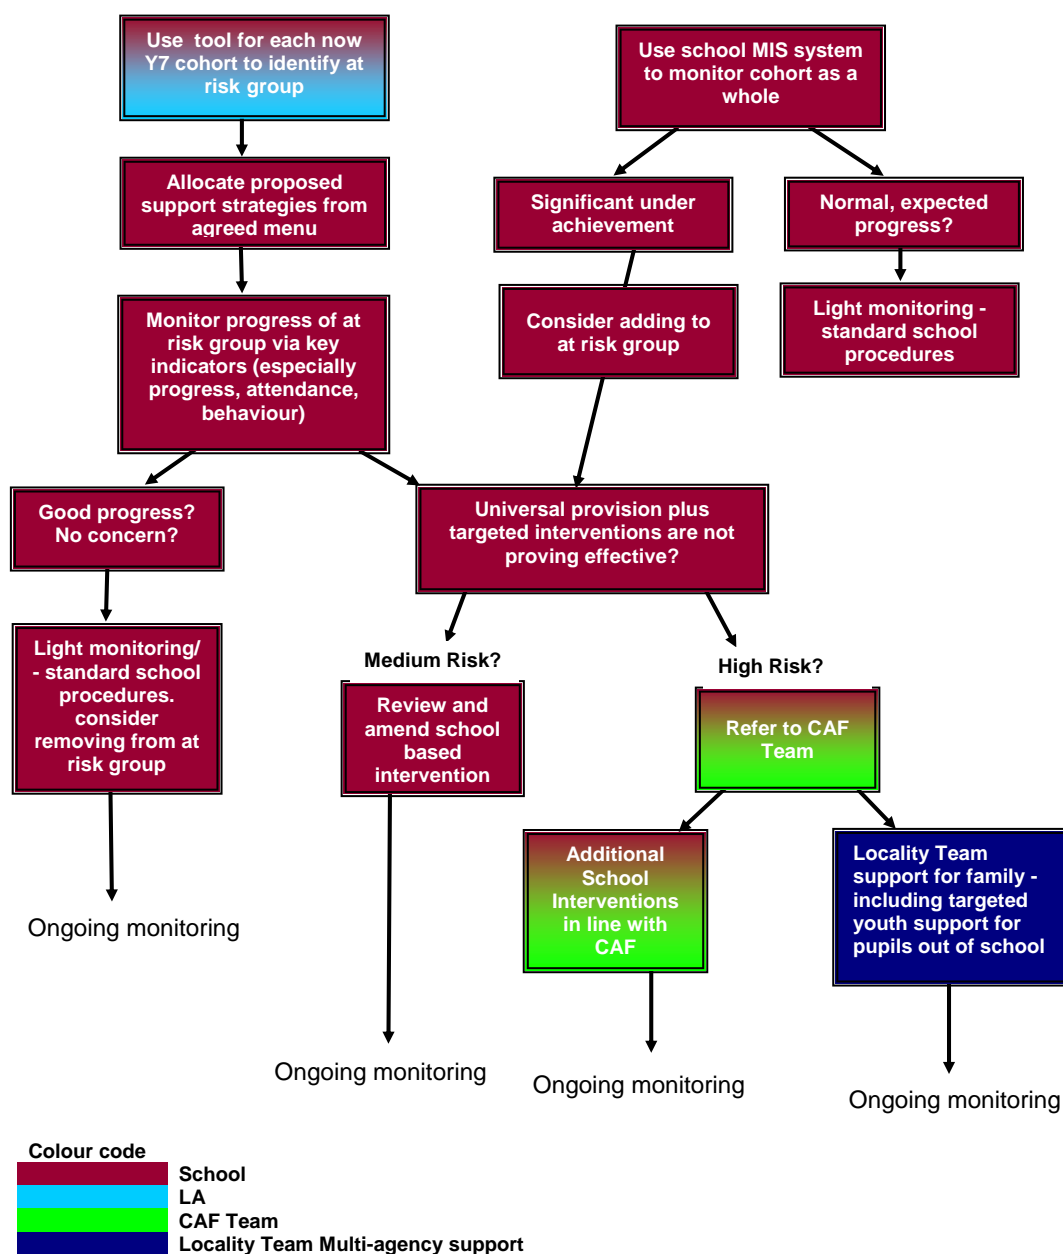 Use tool for each now
Y7 cohort to identify at
risk group
Use school MIS system
to monitor cohort as a
whole
Allocate proposed
support strategies from
agreed menu
Significant under
achievement
Normal, expected
progress?
Monitor progress of at
risk group via key
indicators (especially
progress, attendance,
behaviour)
Consider adding to
at risk group
Light monitoring -
standard school
procedures
Good progress?
No concern?
Universal provision plus
targeted interventions are not
proving effective?
Light monitoring/
- standard school
procedures.
consider
removing from at
risk group
Medium Risk?
High Risk?
Review and
amend school
based
intervention
Refer to CAF
Team
Additional
School
Interventions
in line with
CAF
Locality Team
support for family -
including targeted
youth support for
pupils out of school
Ongoing monitoring
Ongoing monitoring
Ongoing monitoring
Ongoing monitoring
Colour code
School
LA
CAF Team
Locality Team Multi-agency support